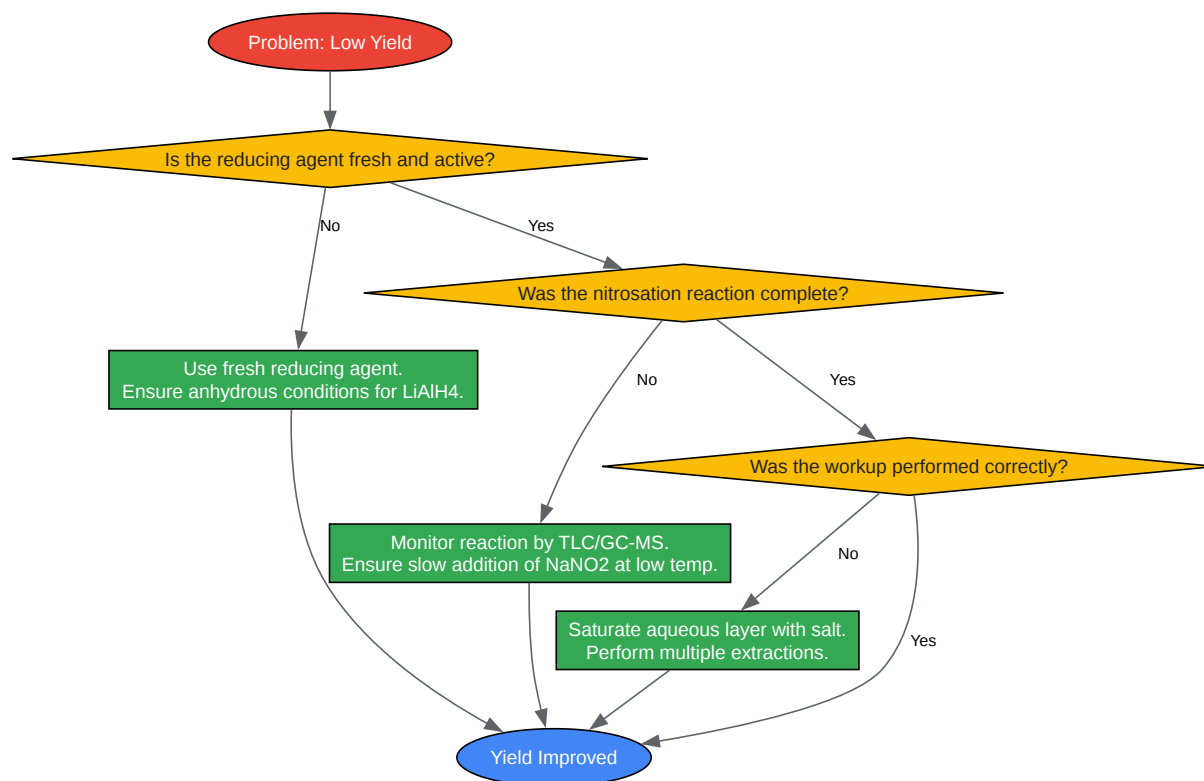 Problem: Low Yield
Is the reducing agent fresh and active?
No
Yes
Was the nitrosation reaction complete?
Use fresh reducing agent.
Ensure anhydrous conditions for LiAlH4.
No
Yes
Was the workup performed correctly?
Monitor reaction by TLC/GC-MS.
Ensure slow addition of NaNO2 at low temp.
No
Saturate aqueous layer with salt.
Perform multiple extractions.
Yes
Yield Improved